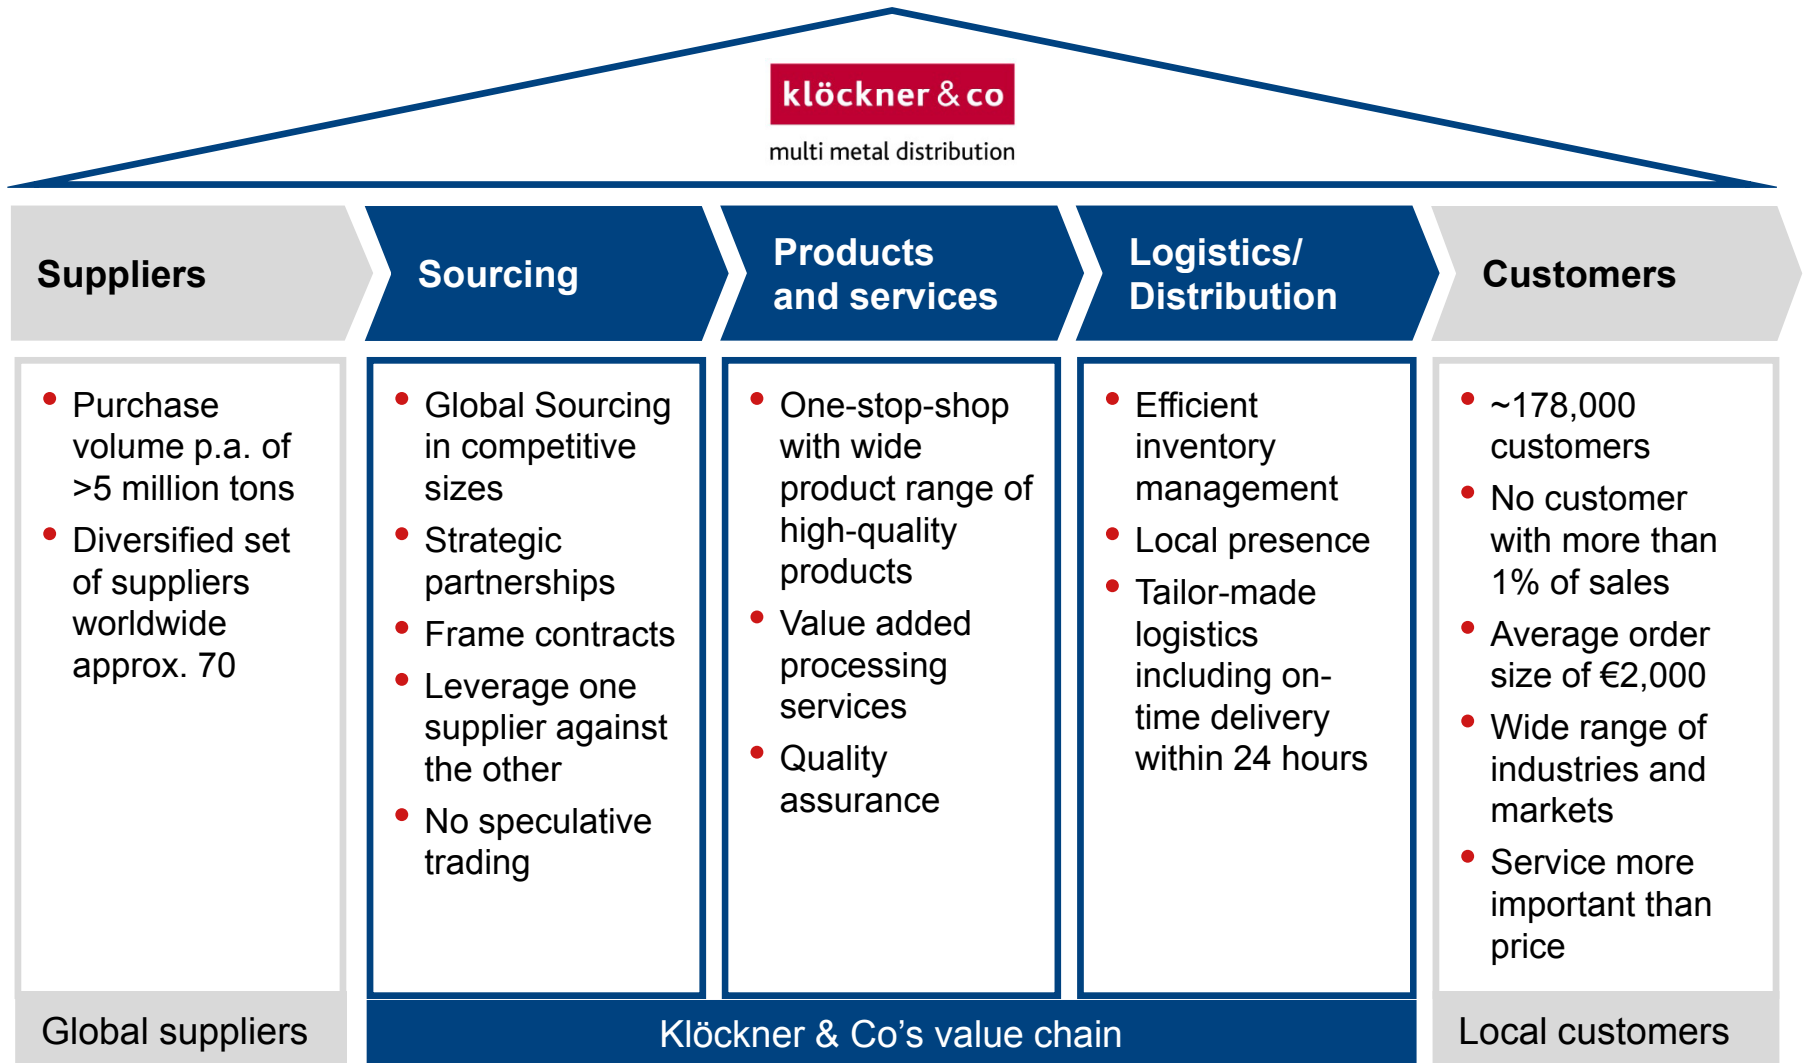 klöckner & co
multi metal distribution
Suppliers
Sourcing
Products
and services
Logistics/
Distribution
Customers
• Purchase
volume p.a. of
>5 million tons
• Diversified set
of suppliers
worldwide
approx. 70
• Global Sourcing
in competitive
sizes
• Strategic
partnerships
• Frame contracts
• Leverage one
supplier against
the other
• No speculative
trading
• One-stop-shop
with wide
product range of
high-quality
products
• Value added
processing
services
• Quality
assurance
• Efficient
inventory
management
• Local presence
• Tailor-made
logistics
including on-
time delivery
within 24 hours
• ~178,000
customers
• No customer
with more than
1% of sales
• Average order
size of €2,000
• Wide range of
industries and
markets
• Service more
important than
price
Global suppliers
Klöckner & Co’s value chain
Local customers